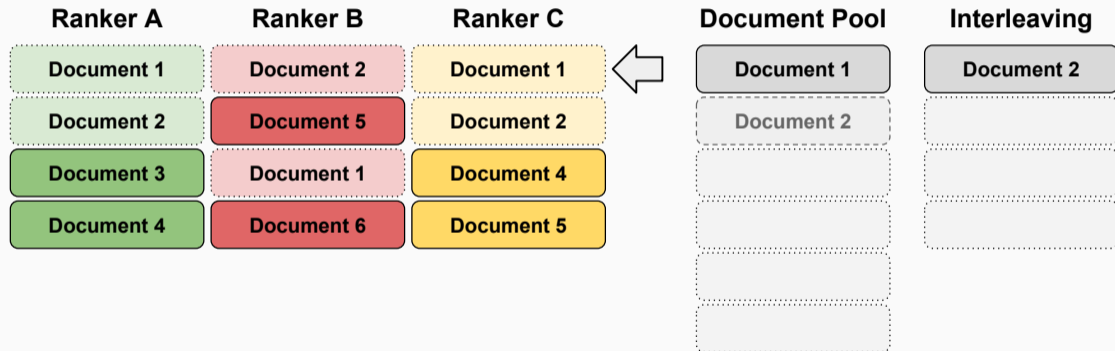 Ranker A Ranker B Ranker C Document Pool Interleaving
Document 1 Document 2 Document 1 Document 1 Document 2
Document 2 Document 5 Document 2 Document 2
Document 3 Document 1 Document 4
Document 4 Document 6 Document 5